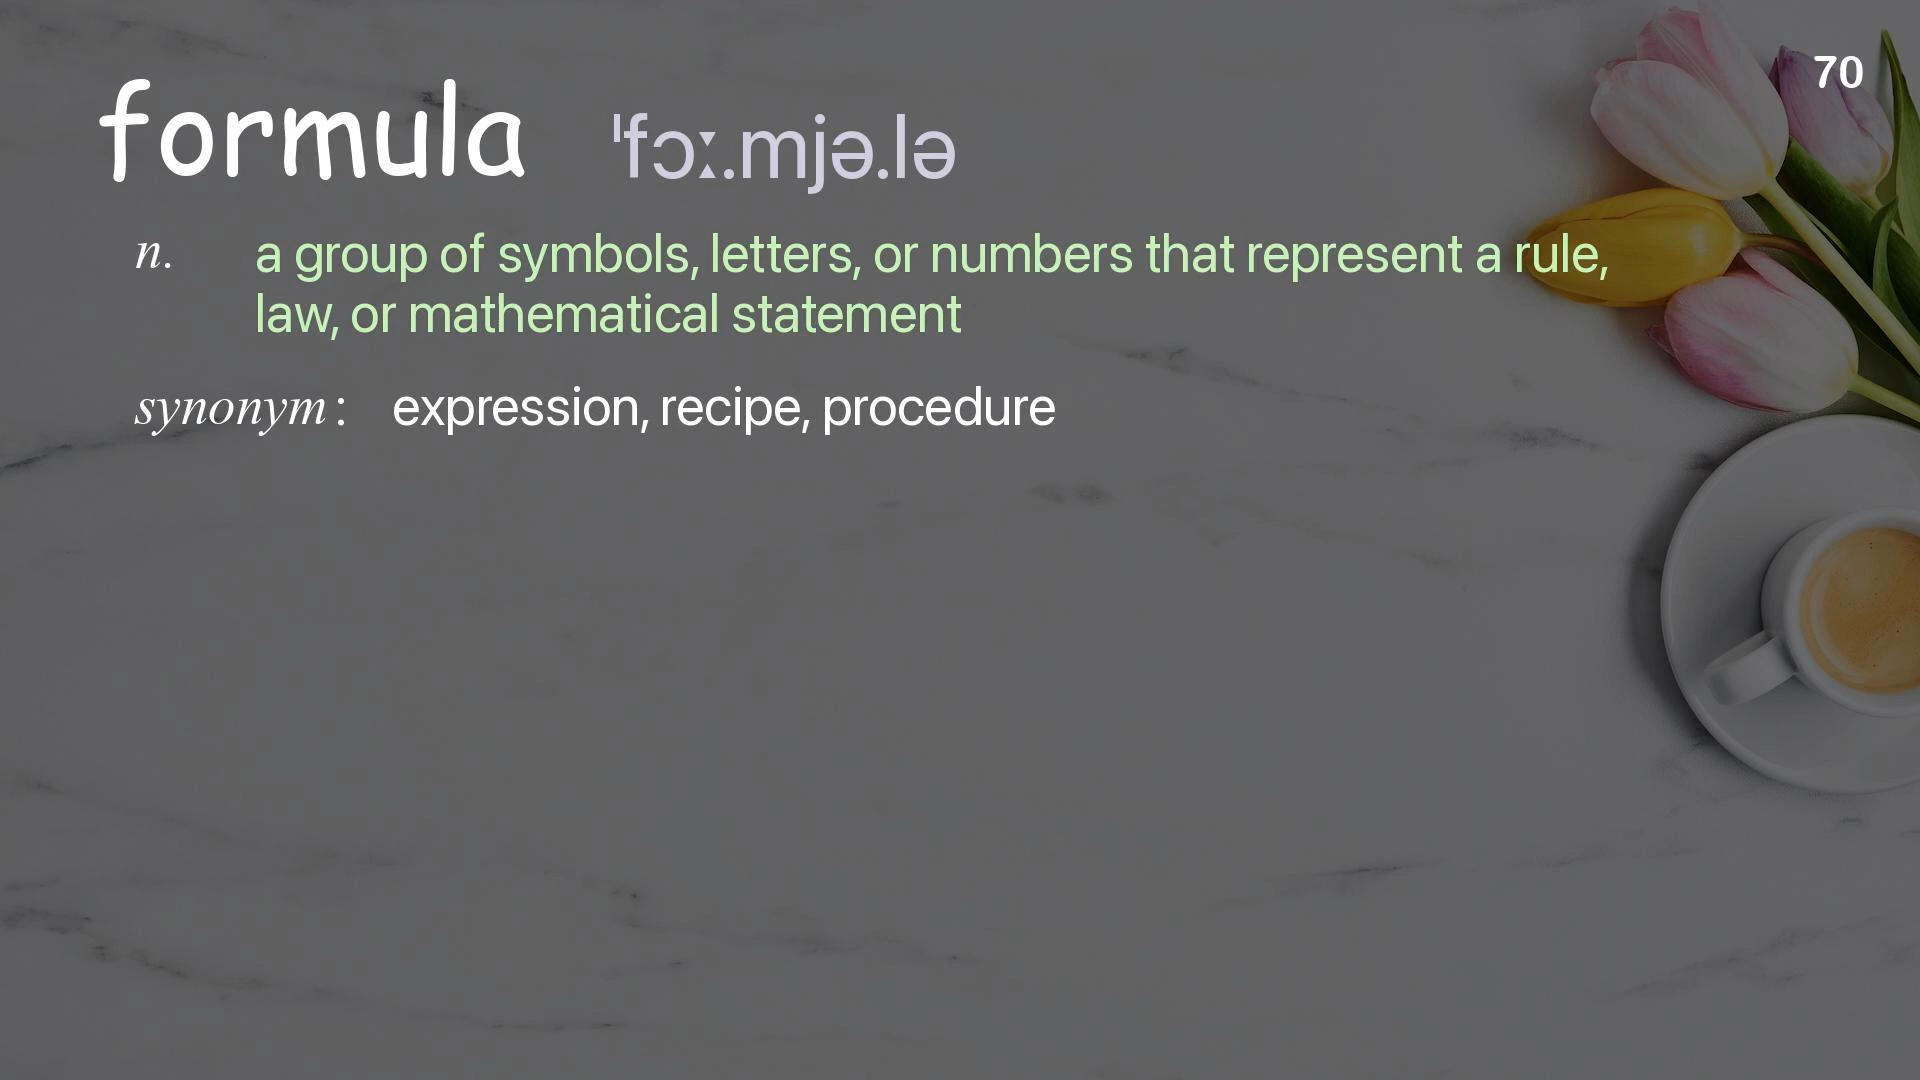 70
formula ˈfɔː.mjə.lə
n. a group of symbols, letters, or numbers that represent a rule,
law, or mathematical statement
synonym: expression, recipe, procedure